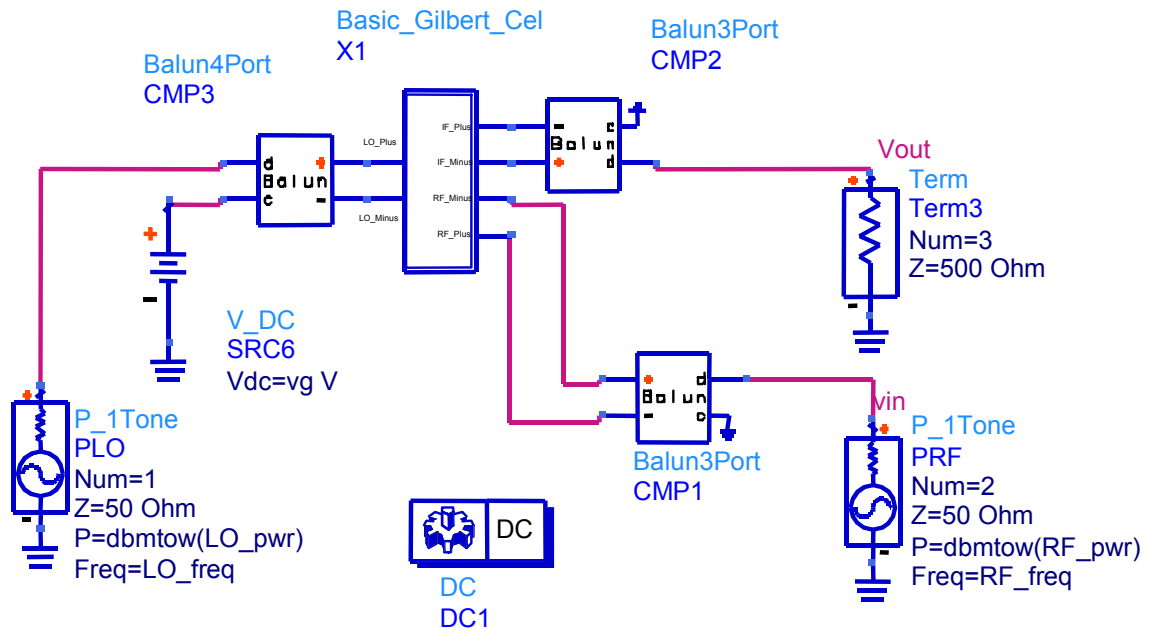 Basic_Gilbert_Cel
X1
Balun3Port
CMP2
Balun4Port
CMP3
IF_Plus
IF_Minus
RF_Minus
RF_Plus
LO_Plus
LO_Minus
d
Balun
c
+
-
-
Balun
+
c
d
Vout
Term
Term3
Num=3
Z=500 Ohm
+
-
+
-
V_DC
SRC6
Vdc=vg V
+
-
Balun
d
c
Balun3Port
CMP1
vin
+
P_1Tone
PLO
Num=1
Z=50 Ohm
P=dbmtow(LO_pwr)
Freq=LO_freq
+
-
P_1Tone
PRF
Num=2
Z=50 Ohm
P=dbmtow(RF_pwr)
Freq=RF_freq
-
DC
DC
DC1